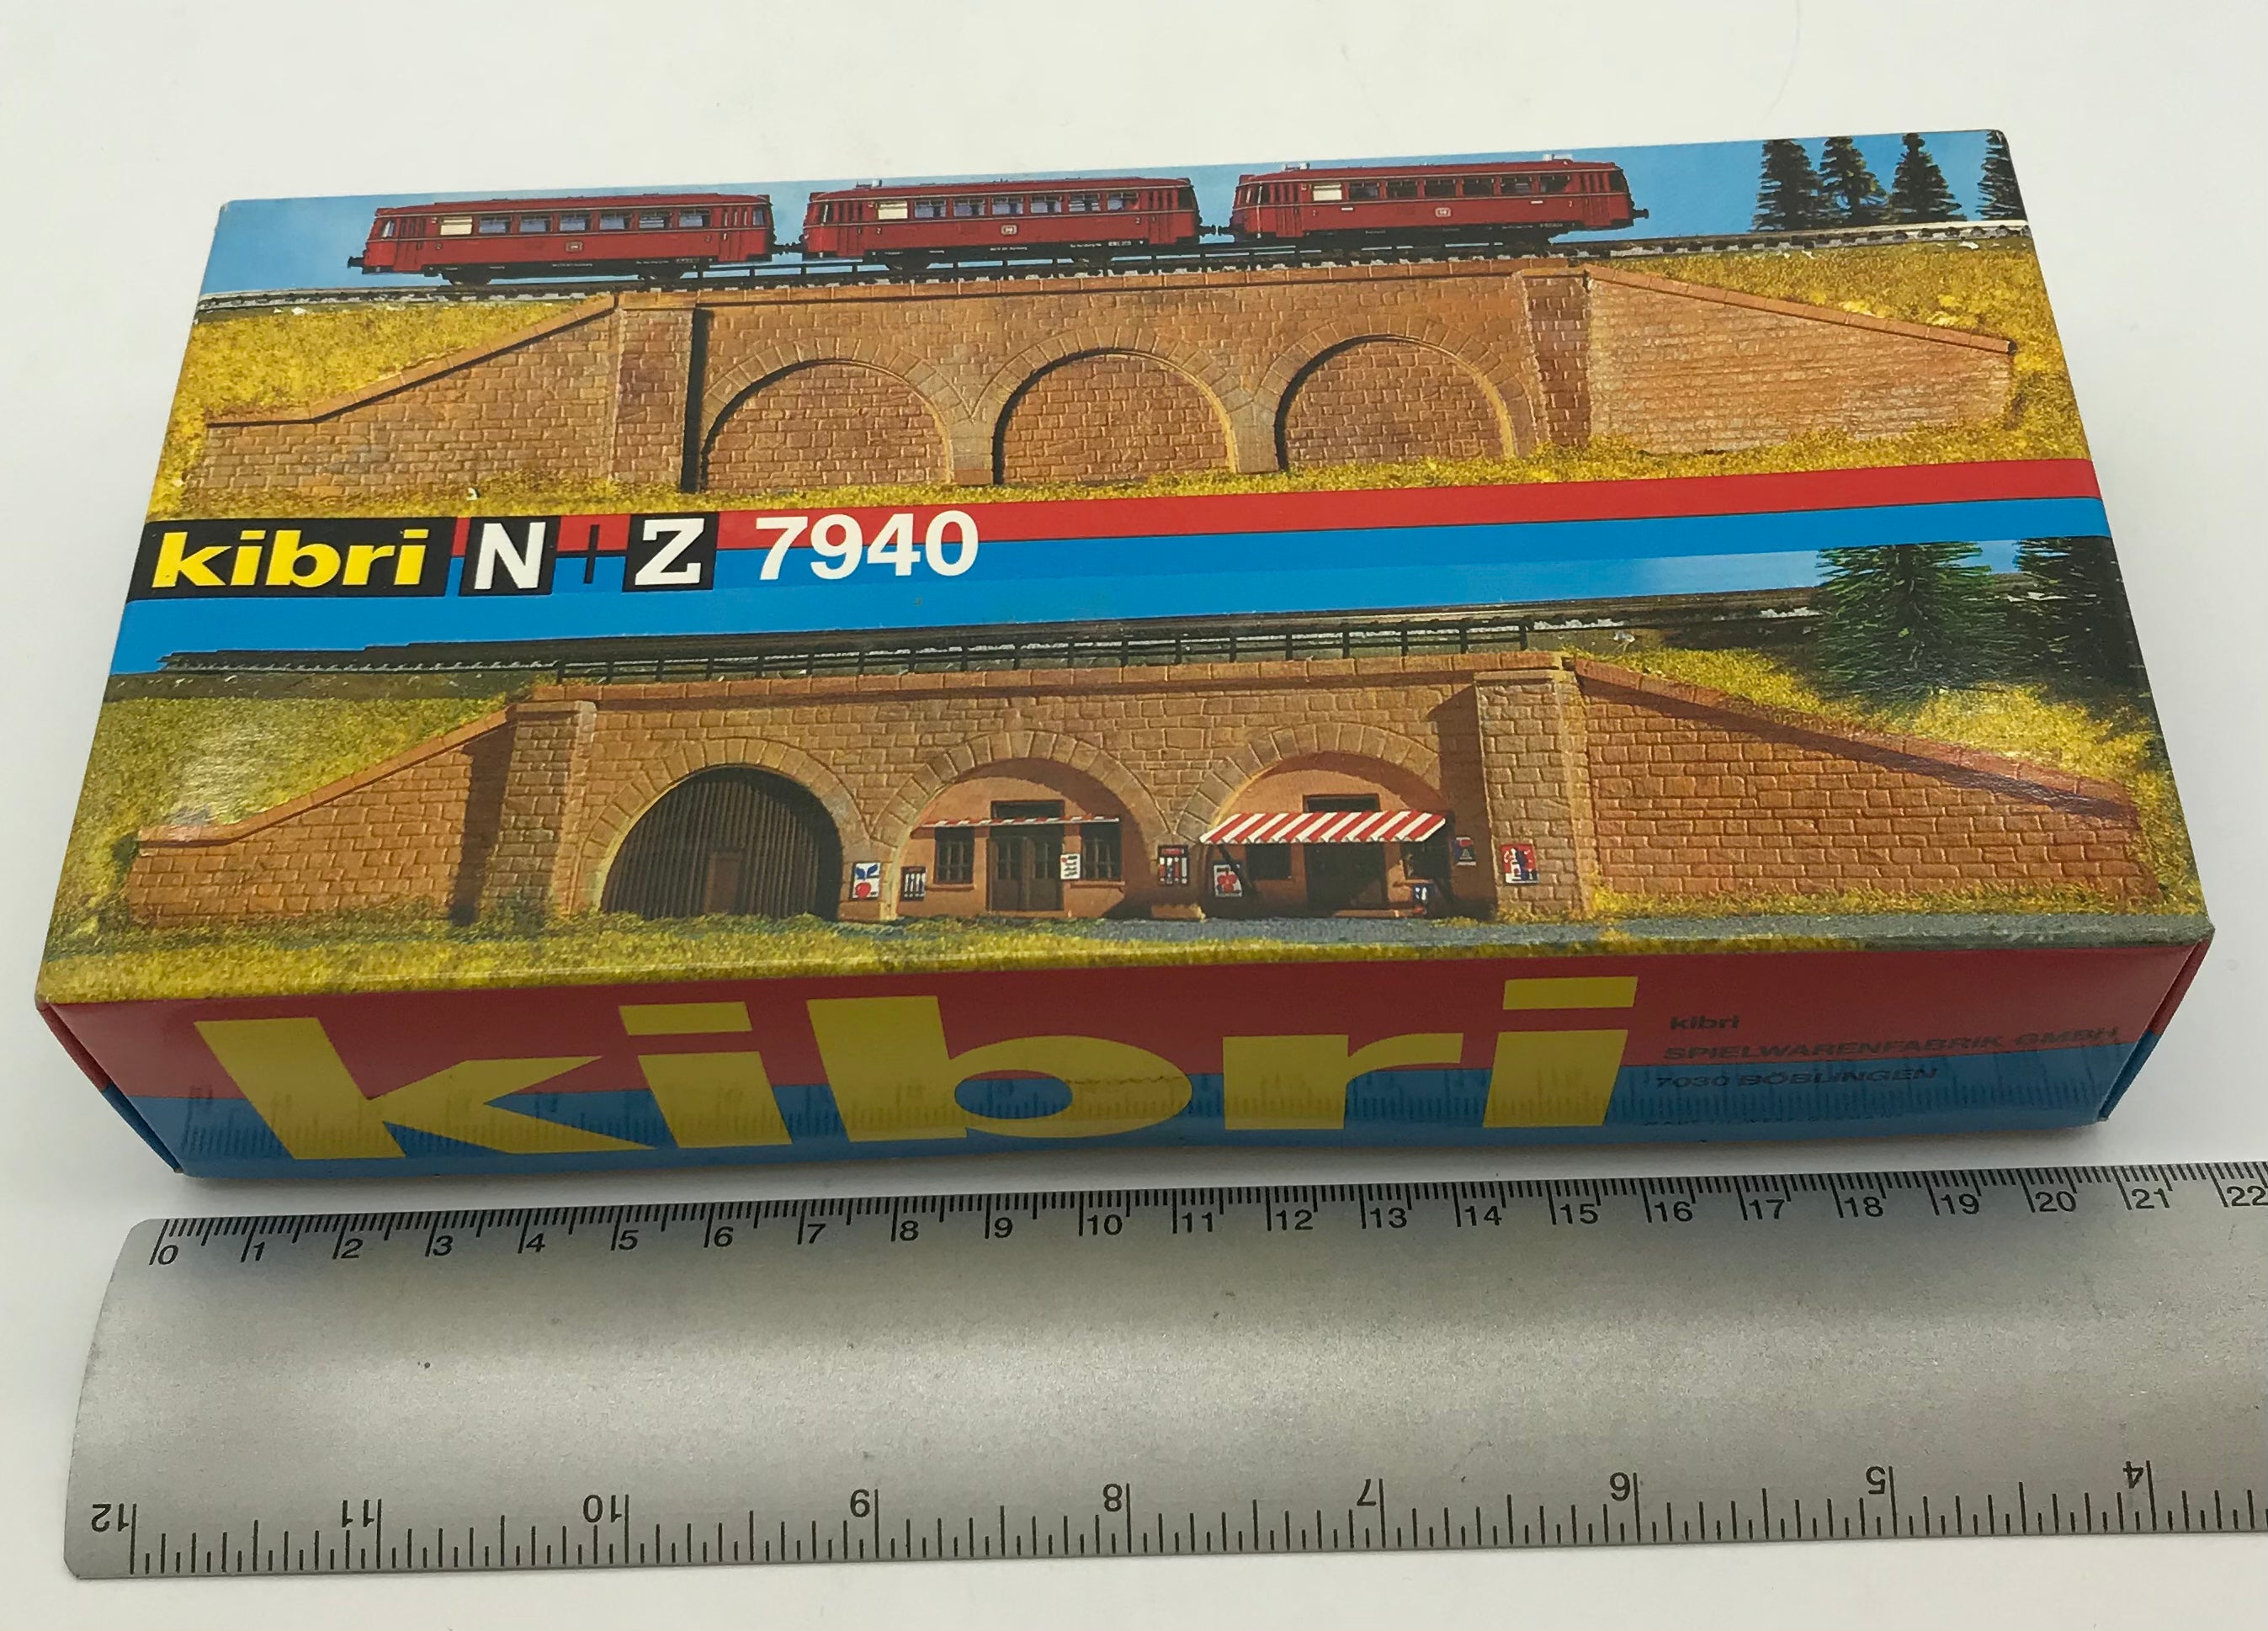 kibri N+Z 7940
kibri
kibri
SPIELWARENFABRIK GMBH
7030 BÖBLINGEN
0 1 2 3 4 5 6 7 8 9 10 11 12 13 14 15 16 17 18 19 20 21 22
12 11 10 9 8 7 6 5 4